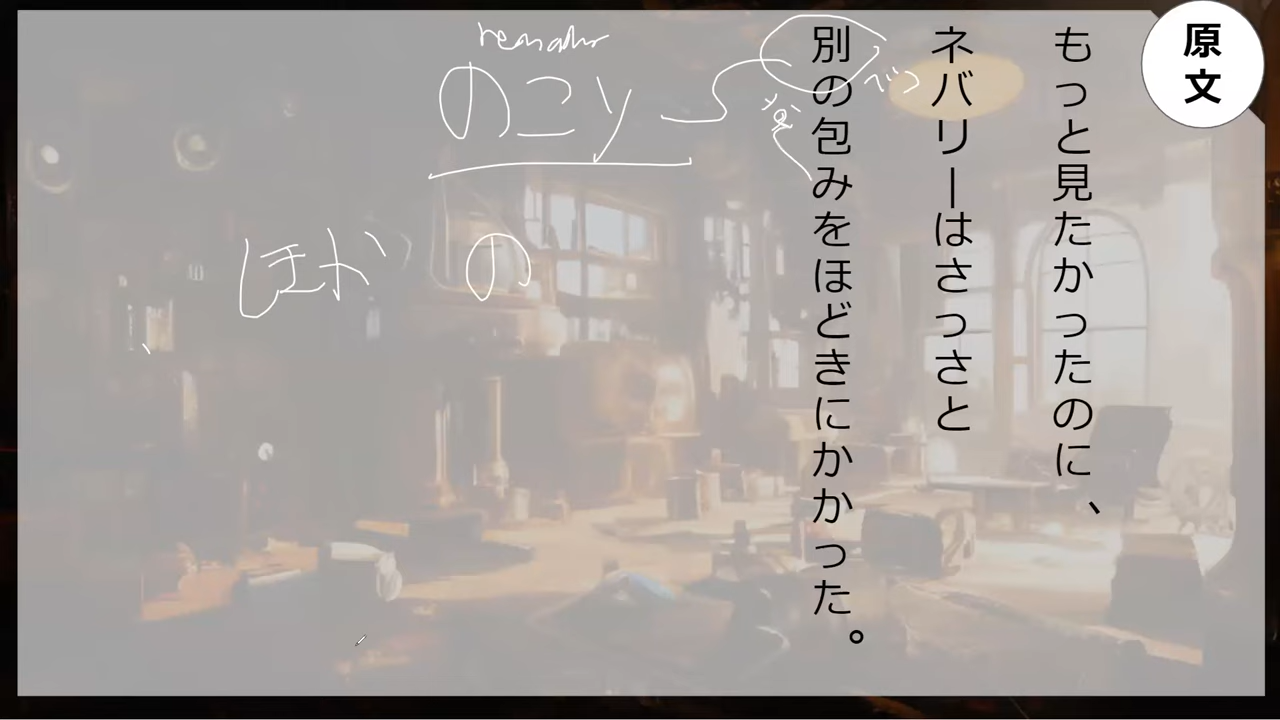 原文
もっと見たかったのに、
ネバリーはさっさと
別の包みをほどきにかかった。
べつ
のこり
ほかの